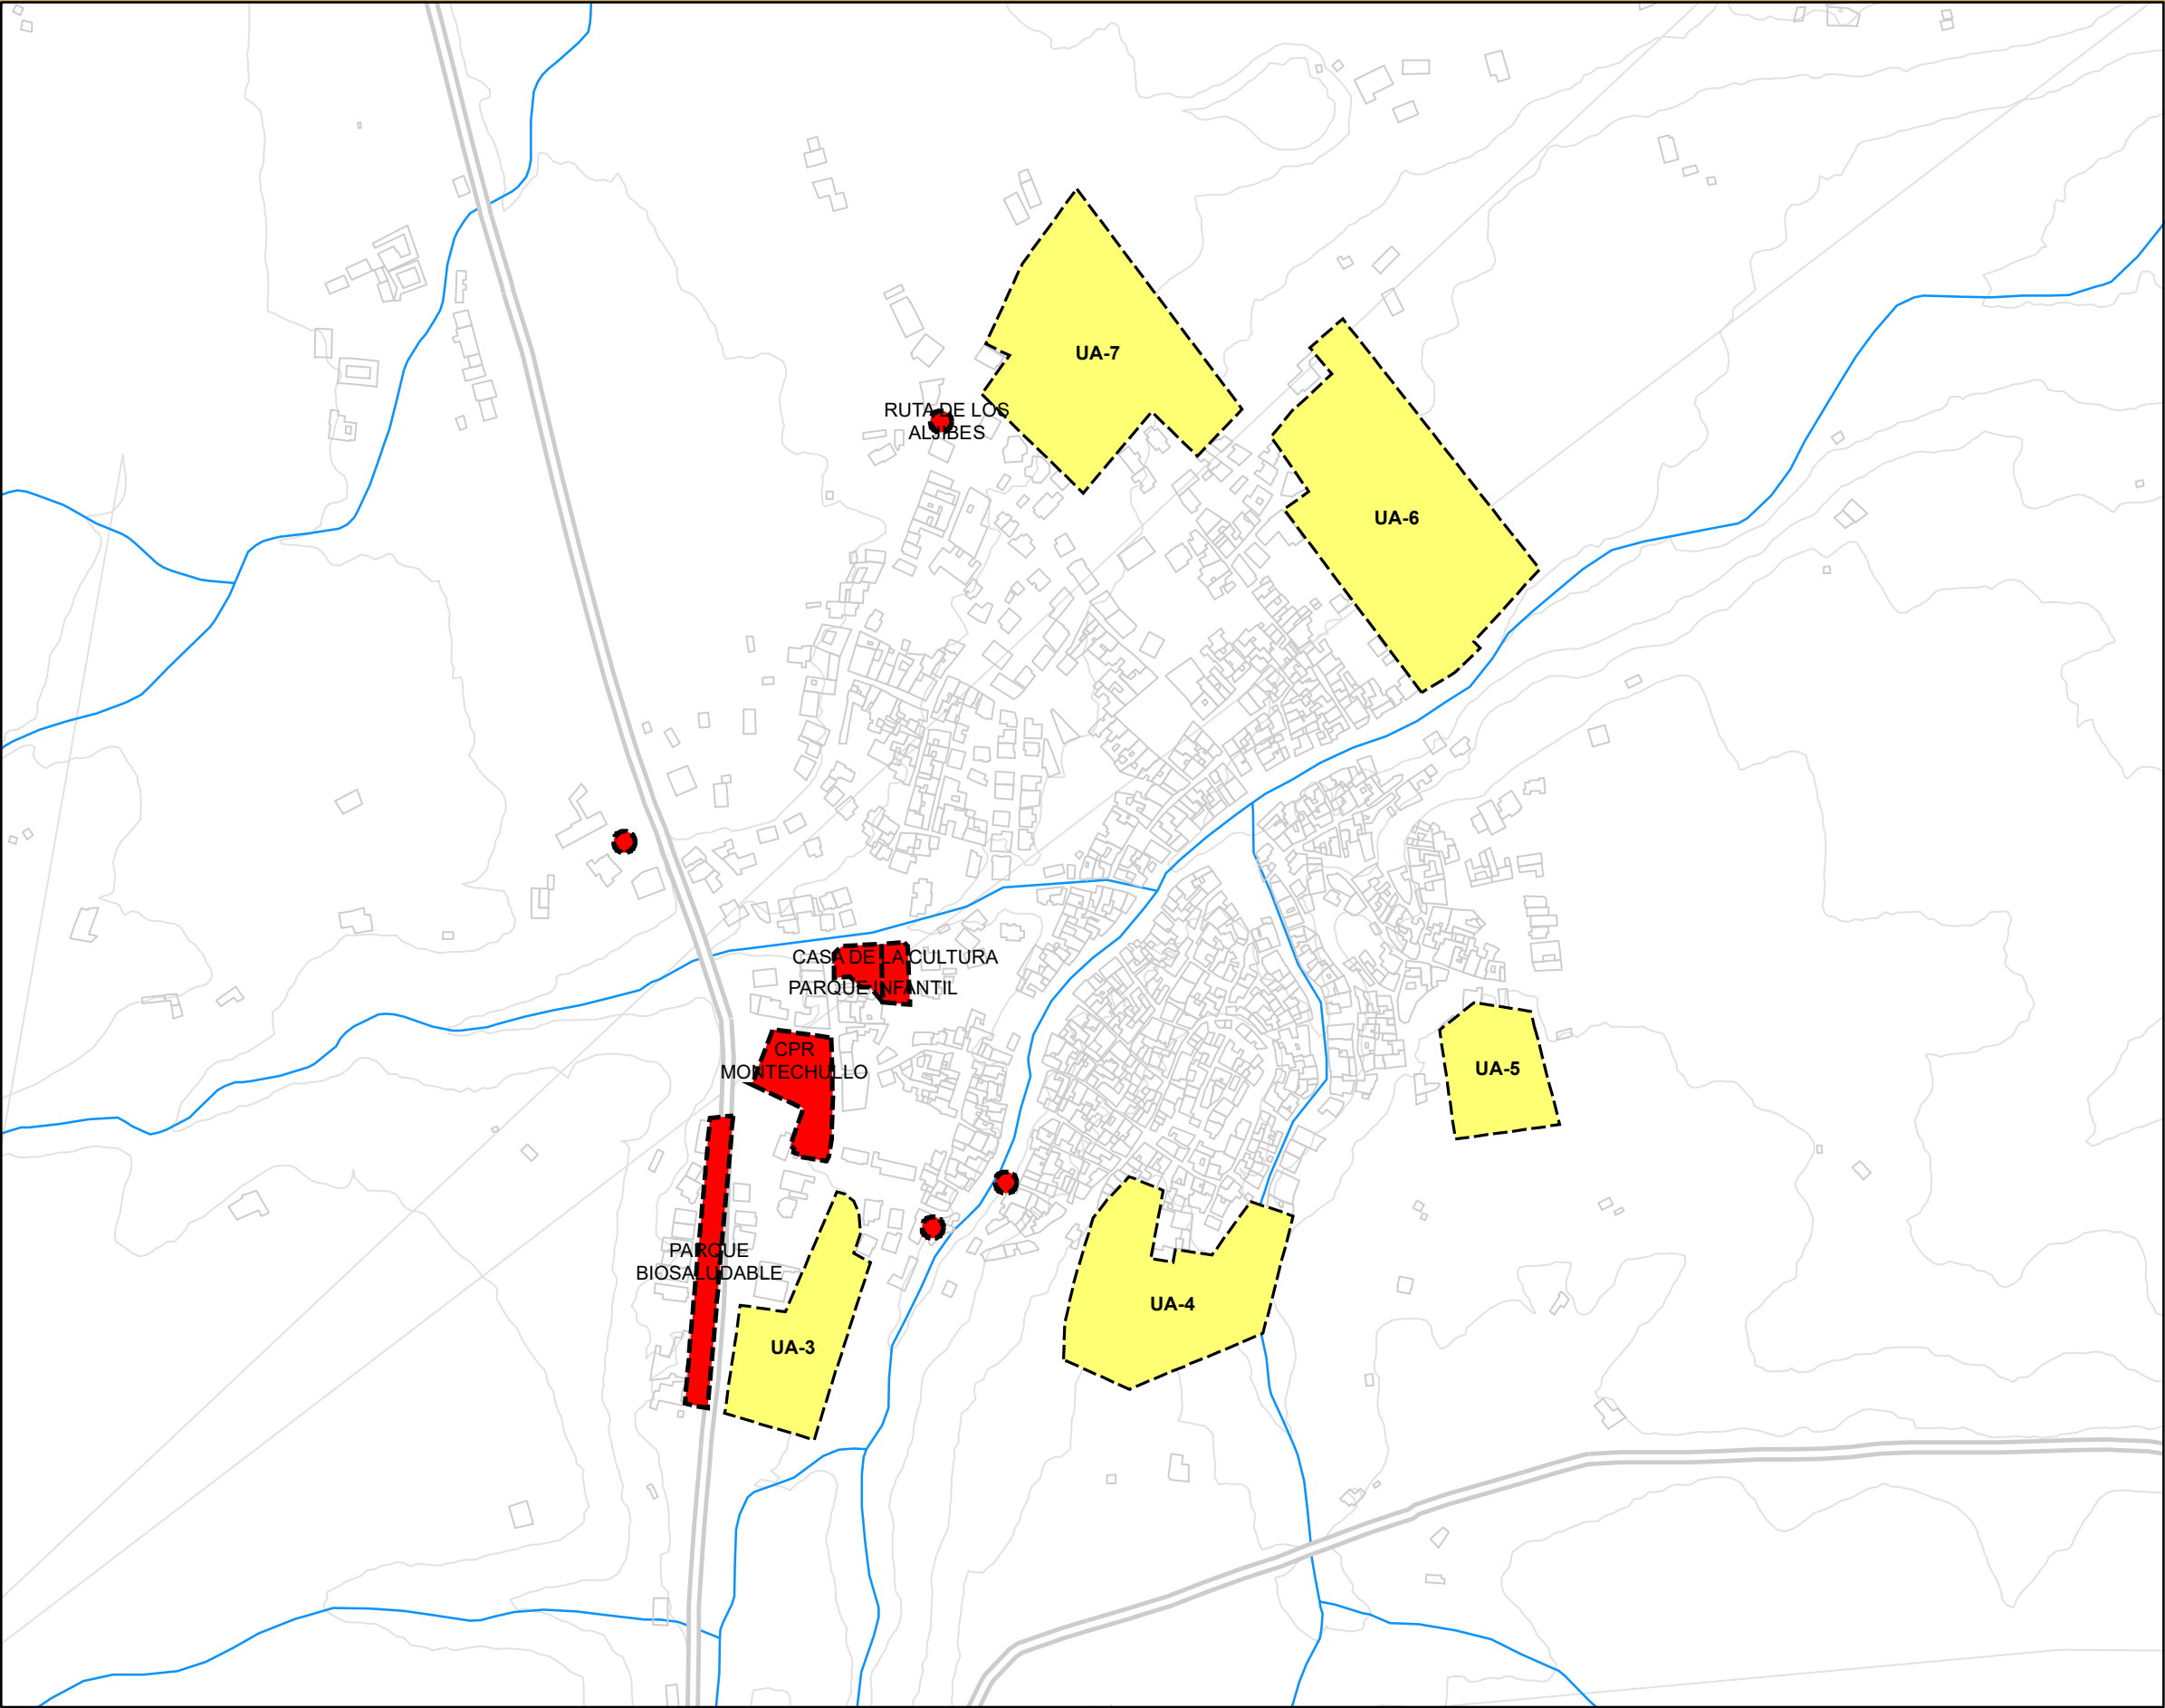 UA-7
RUTA DE LOS
ALJIBES
UA-6
CASA DE LA CULTURA
PARQUE INFANTIL
CPR
MONTECHULLO
UA-5
PARQUE
BIOSALUDABLE
UA-4
UA-3